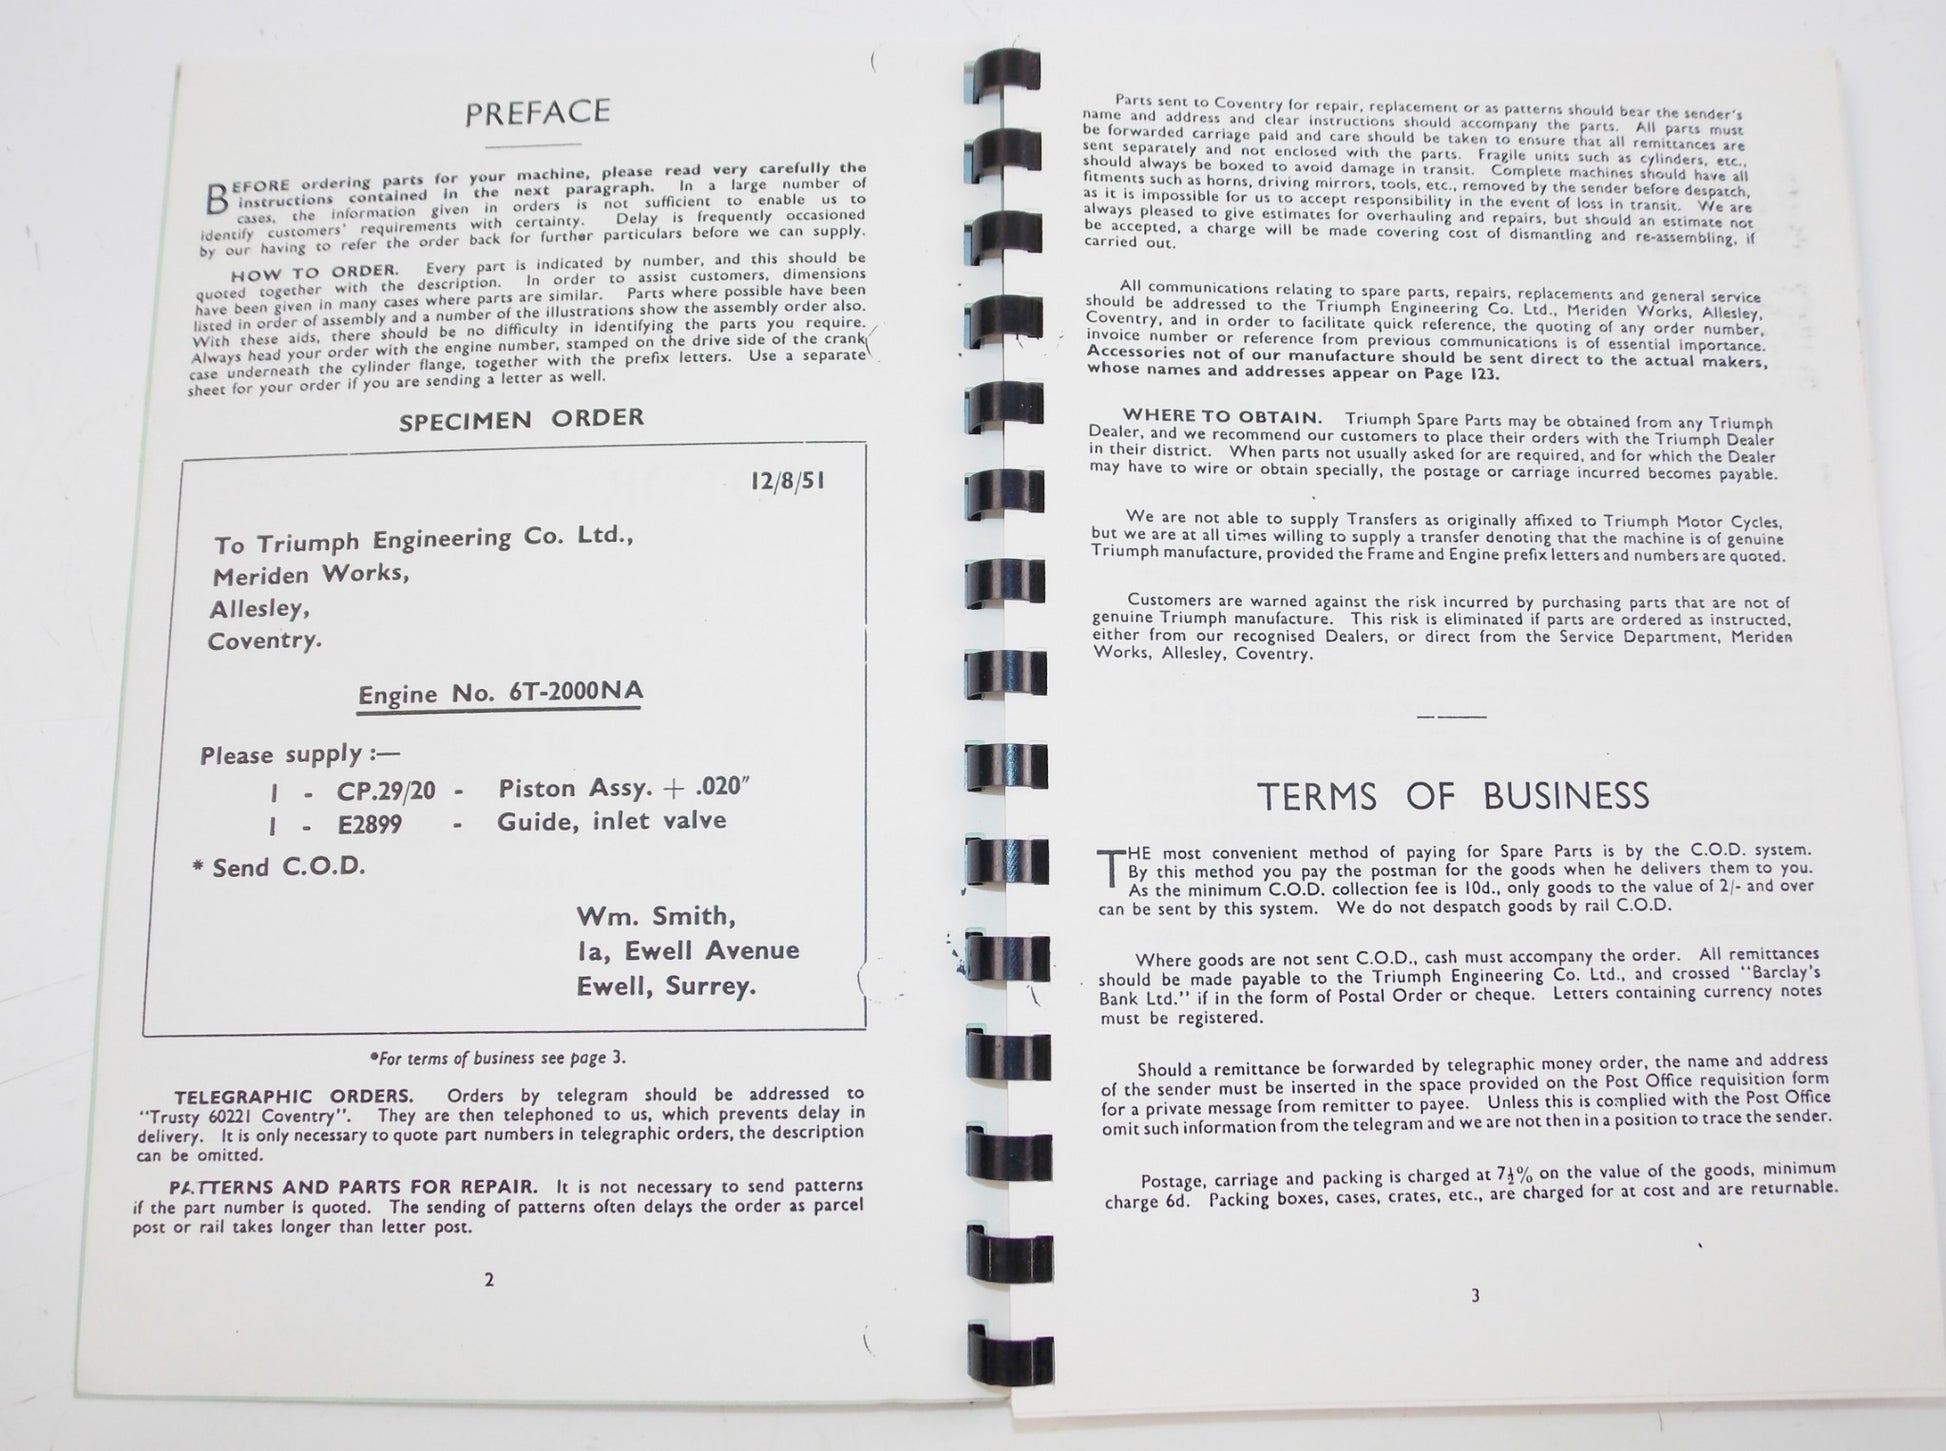 PREFACE
BEFORE ordering parts for your machine, please read very carefully the
instructions contained in the next paragraph. In a large number of
cases, the information given in orders is not sufficient to enable us to
identify customers' requirements with certainty. Delay is frequently occasioned
by our having to refer the order back for further particulars before we can supply.
HOW TO ORDER. Every part is indicated by number, and this should be
quoted together with the description. In order to assist customers, dimensions
have been given in many cases where parts are similar. Parts where possible have been
listed in order of assembly and a number of the illustrations show the assembly order also.
With these aids, there should be no difficulty in identifying the parts you require.
Always head your order with the engine number, stamped on the drive side of the crank
case underneath the cylinder flange, together with the prefix letters. Use a separate
sheet for your order if you are sending a letter as well.
SPECIMEN ORDER
12/8/51
To Triumph Engineering Co. Ltd.,
Meriden Works,
Allesley,
Coventry.
Engine No. 6T-2000NA
Please supply :—
1 - CP.29/20 - Piston Assy. + .020"
1 - E2899 - Guide, inlet valve
* Send C.O.D.
Wm. Smith,
1a, Ewell Avenue
Ewell, Surrey.
*For terms of business see page 3.
TELEGRAPHIC ORDERS. Orders by telegram should be addressed to
"Trusty 60221 Coventry". They are then telephoned to us, which prevents delay in
delivery. It is only necessary to quote part numbers in telegraphic orders, the description
can be omitted.
PATTERNS AND PARTS FOR REPAIR. It is not necessary to send patterns
if the part number is quoted. The sending of patterns often delays the order as parcel
post or rail takes longer than letter post.
2
Parts sent to Coventry for repair, replacement or as patterns should bear the sender's
name and address and clear instructions should accompany the parts. All parts must
be forwarded carriage paid and care should be taken to ensure that all remittances are
sent separately and not enclosed with the parts. Fragile units such as cylinders, etc.,
should always be boxed to avoid damage in transit. Complete machines should have all
fitments such as horns, driving mirrors, tools, etc., removed by the sender before despatch,
as it is impossible for us to accept responsibility in the event of loss in transit. We are
always pleased to give estimates for overhauling and repairs, but should an estimate not
be accepted, a charge will be made covering cost of dismantling and re-assembling, if
carried out.
All communications relating to spare parts, repairs, replacements and general service
should be addressed to the Triumph Engineering Co. Ltd., Meriden Works, Allesley,
Coventry, and in order to facilitate quick reference, the quoting of any order number,
invoice number or reference from previous communications is of essential importance.
Accessories not of our manufacture should be sent direct to the actual makers,
whose names and addresses appear on Page 123.
WHERE TO OBTAIN. Triumph Spare Parts may be obtained from any Triumph
Dealer, and we recommend our customers to place their orders with the Triumph Dealer
in their district. When parts not usually asked for are required, and for which the Dealer
may have to wire or obtain specially, the postage or carriage incurred becomes payable.
We are not able to supply Transfers as originally affixed to Triumph Motor Cycles,
but we are at all times willing to supply a transfer denoting that the machine is of genuine
Triumph manufacture, provided the Frame and Engine prefix letters and numbers are quoted.
Customers are warned against the risk incurred by purchasing parts that are not of
genuine Triumph manufacture. This risk is eliminated if parts are ordered as instructed,
either from our recognised Dealers, or direct from the Service Department, Meriden
Works, Allesley, Coventry.
TERMS OF BUSINESS
THE most convenient method of paying for Spare Parts is by the C.O.D. system.
By this method you pay the postman for the goods when he delivers them to you.
As the minimum C.O.D. collection fee is 10d., only goods to the value of 2/- and over
can be sent by this system. We do not despatch goods by rail C.O.D.
Where goods are not sent C.O.D., cash must accompany the order. All remittances
should be made payable to the Triumph Engineering Co. Ltd., and crossed "Barclay's
Bank Ltd." if in the form of Postal Order or cheque. Letters containing currency notes
must be registered.
Should a remittance be forwarded by telegraphic money order, the name and address
of the sender must be inserted in the space provided on the Post Office requisition form
for a private message from remitter to payee. Unless this is complied with the Post Office
omit such information from the telegram and we are not then in a position to trace the sender.
Postage, carriage and packing is charged at 7½% on the value of the goods, minimum
charge 6d. Packing boxes, cases, crates, etc., are charged for at cost and are returnable.
3